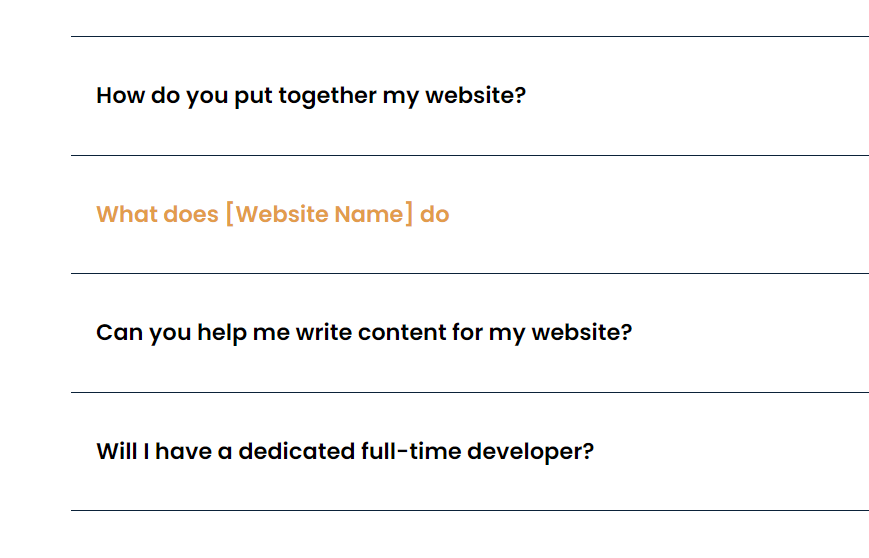 How do you put together my website?
What does [Website Name] do
Can you help me write content for my website?
Will I have a dedicated full-time developer?